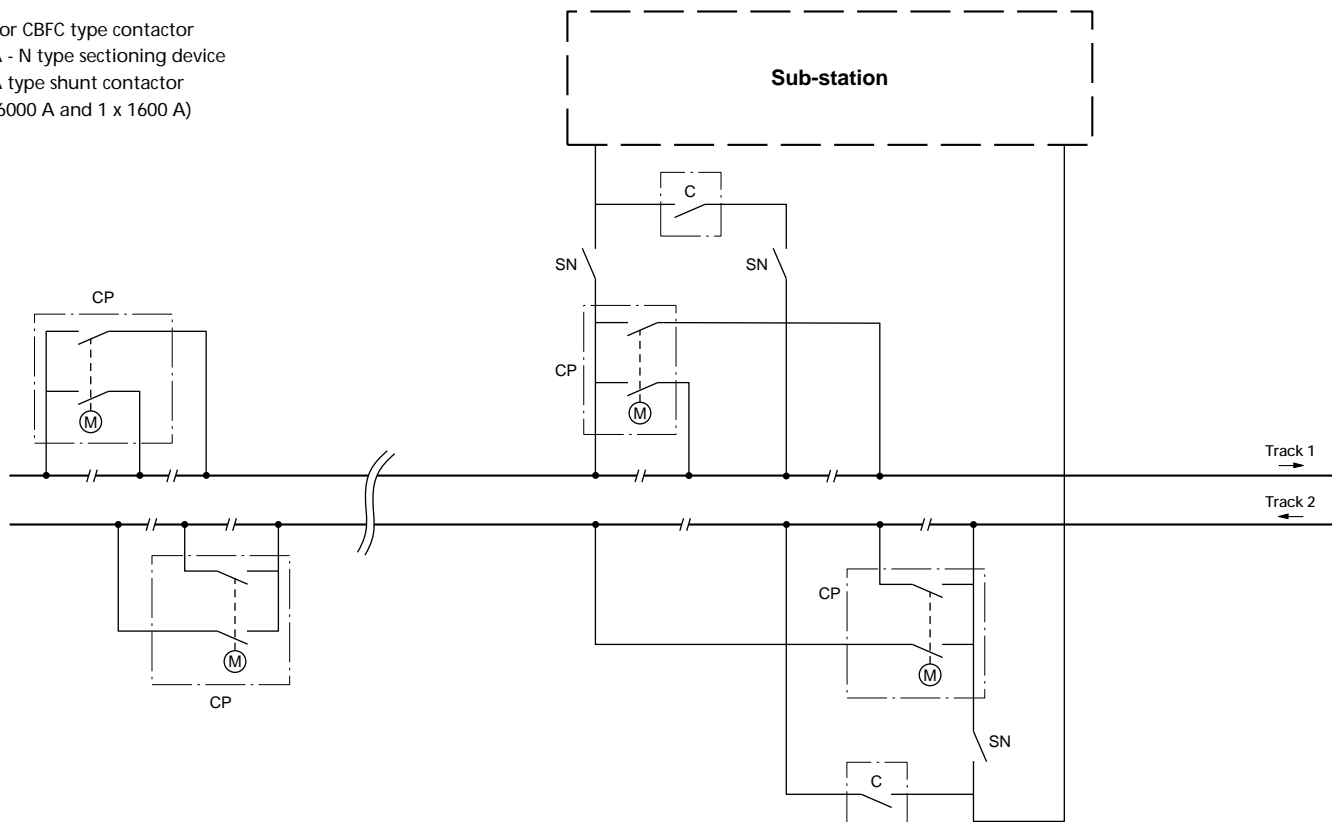 or CBFC type contactor
- N type sectioning device
type shunt contactor
6000 A and 1 x 1600 A)
Sub-station
C
SN
SN
CP
CP
M
M
Track 1
Track 2
CP
M
M
CP
SN
C